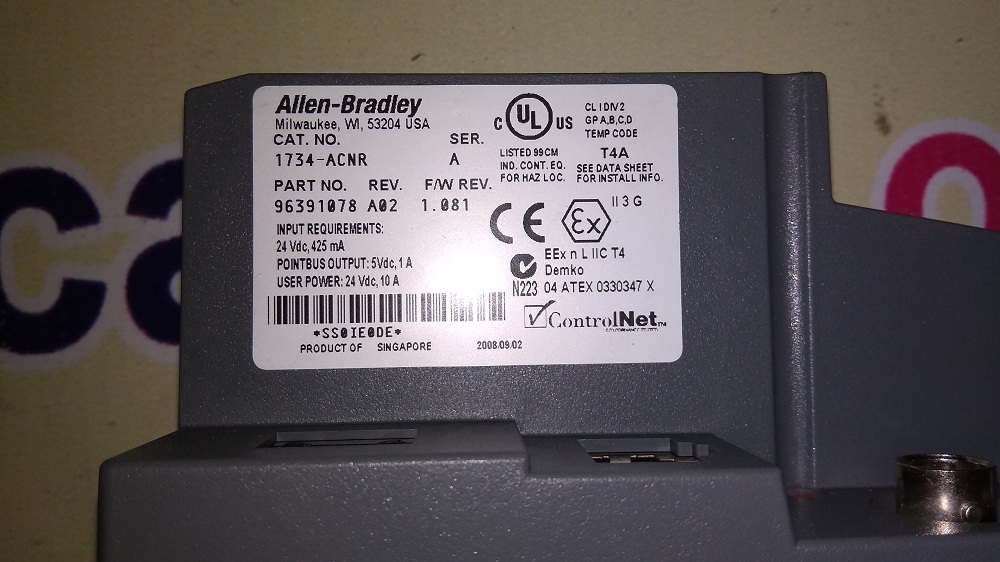 Allen-Bradley
Milwaukee, WI, 53204 USA
CAT. NO. SER.
1734-ACNR A
PART NO. REV. F/W REV.
96391078 A02 1.081
INPUT REQUIREMENTS:
24 Vdc, 425 mA
POINTBUS OUTPUT: 5Vdc, 1 A
USER POWER: 24 Vdc, 10 A
*SS0IE0DE*
PRODUCT OF SINGAPORE 2008/09/02
C UL US
LISTED 99CM
IND. CONT. EQ.
FOR HAZ LOC.
CL I DIV 2
GP A,B,C,D
TEMP CODE
T4A
SEE DATA SHEET
FOR INSTALL INFO.
CE Ex II 3 G
EEx n L IIC T4
Demko
N223 04 ATEX 0330347 X
ControlNet™
ca